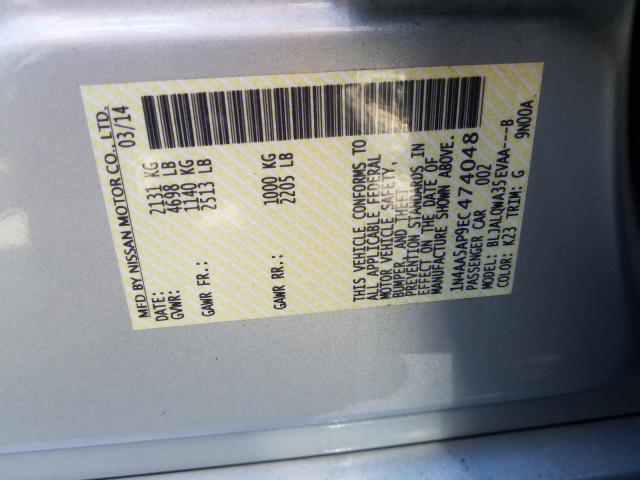 MFD BY NISSAN MOTOR CO., LTD.
DATE: 03/14
GVWR: 2131 KG
4698 LB
GAWR FR.: 1140 KG
2513 LB
GAWR RR.: 1000 KG
2205 LB
THIS VEHICLE CONFORMS TO
ALL APPLICABLE FEDERAL
MOTOR VEHICLE SAFETY,
BUMPER, AND THEFT
PREVENTION STANDARDS IN
EFFECT ON THE DATE OF
MANUFACTURE SHOWN ABOVE.
1N4AA5AP9EC474048
PASSENGER CAR 002
MODEL: BLJALQWA35EVAA---B
COLOR: K23 TRIM: G 9N00A